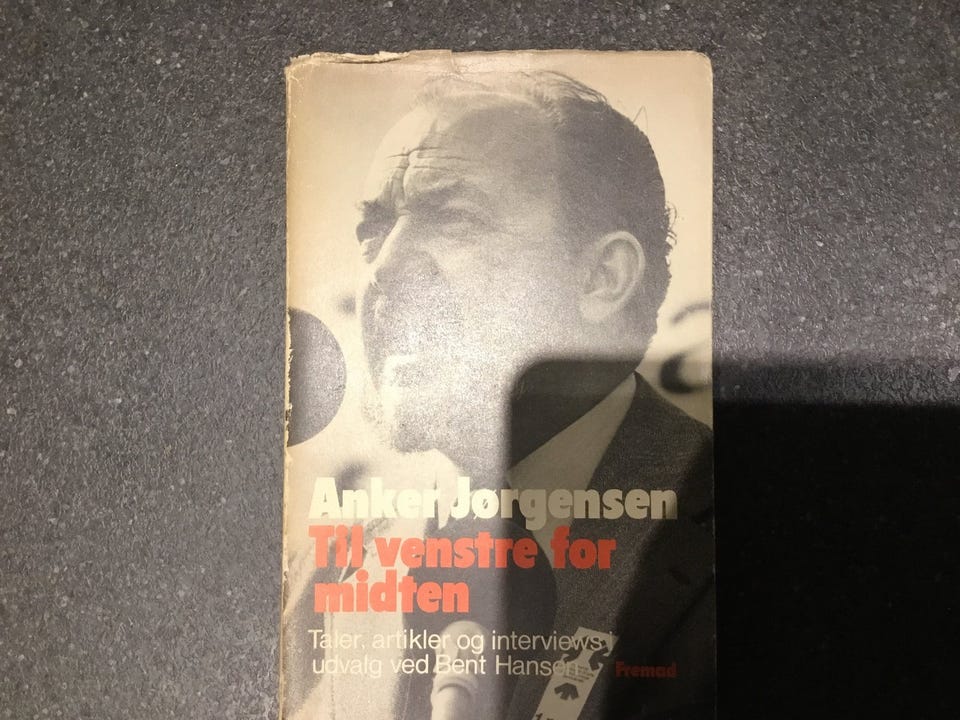 Anker Jørgensen
Til venstre for
midten
Taler, artikler og interviews i
udvalg ved Bent Hansen
Fremad